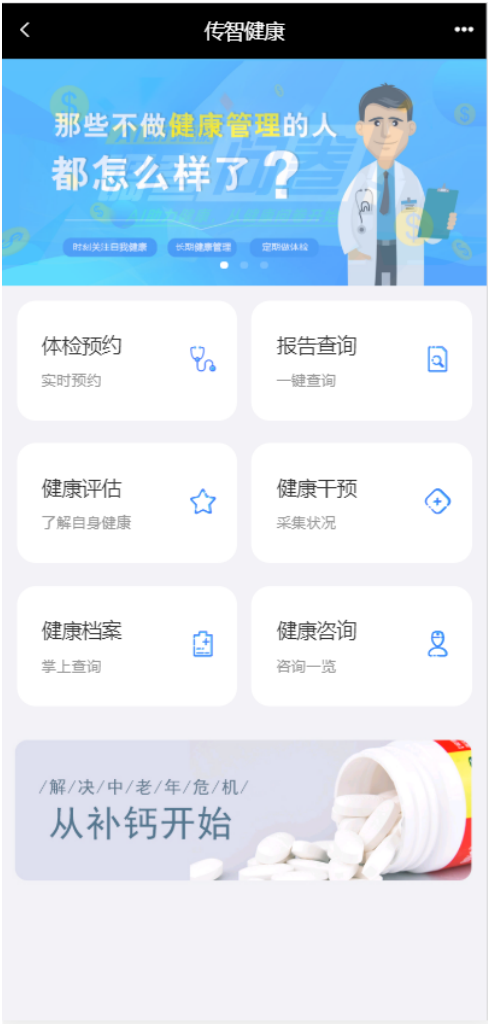 传智健康
那些不做健康管理的人
都怎么样了?
时刻关注自我健康 长期健康管理 定期做体检
体检预约
实时预约
报告查询
一键查询
健康评估
了解自身健康
健康干预
采集状况
健康档案
掌上查询
健康咨询
咨询一览
/解/决/中/老/年/危/机/
从补钙开始